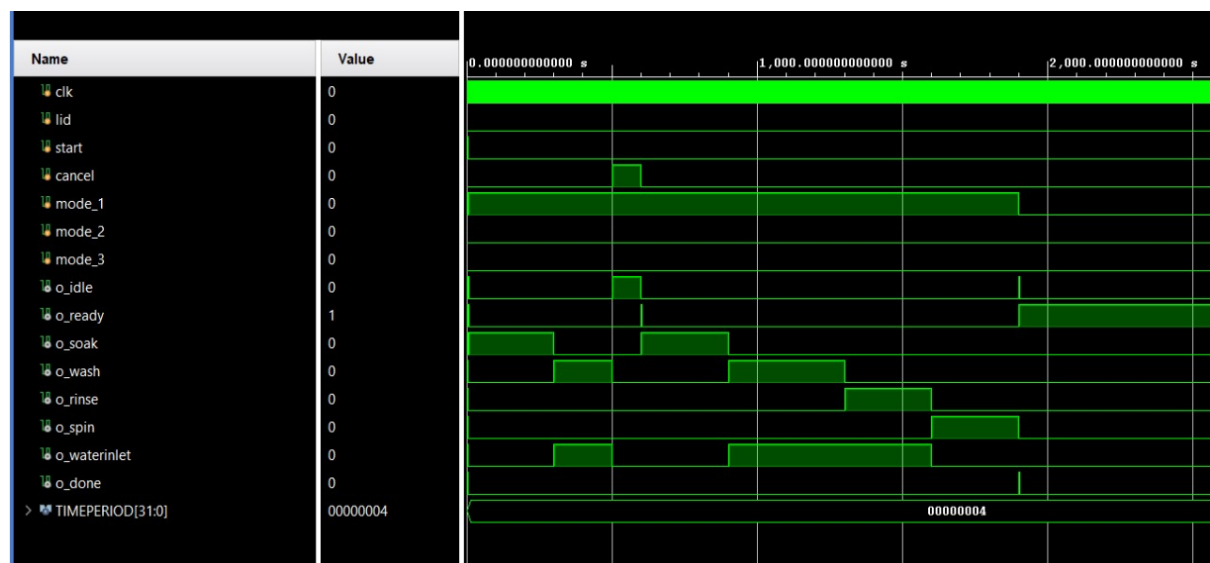 Name Value
0.000000000000 s 1,000.000000000000 s 2,000.000000000000 s
clk 0
lid 0
start 0
cancel 0
mode_1 0
mode_2 0
mode_3 0
o_idle 0
o_ready 1
o_soak 0
o_wash 0
o_rinse 0
o_spin 0
o_waterinlet 0
o_done 0
TIMEPERIOD[31:0] 00000004 00000004